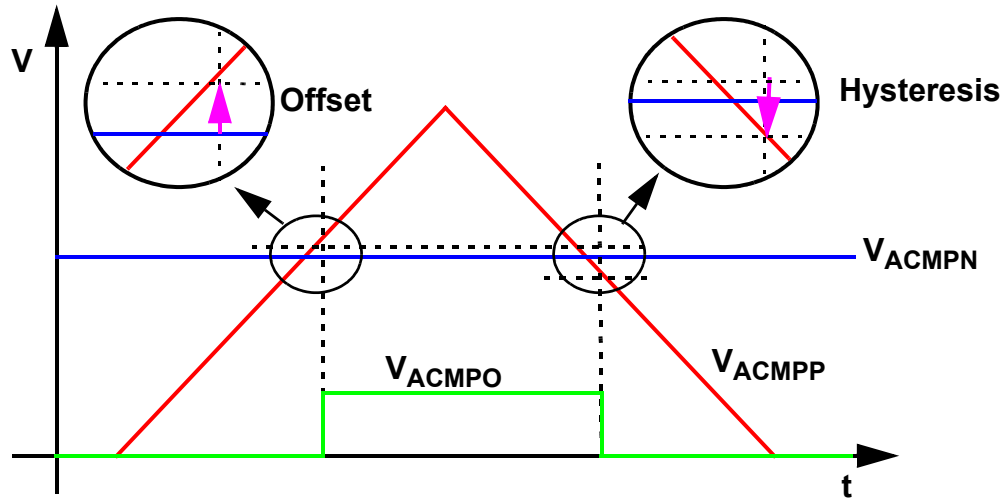 V
Offset
Hysteresis
VACMPN
VACMPO
VACMPP
t